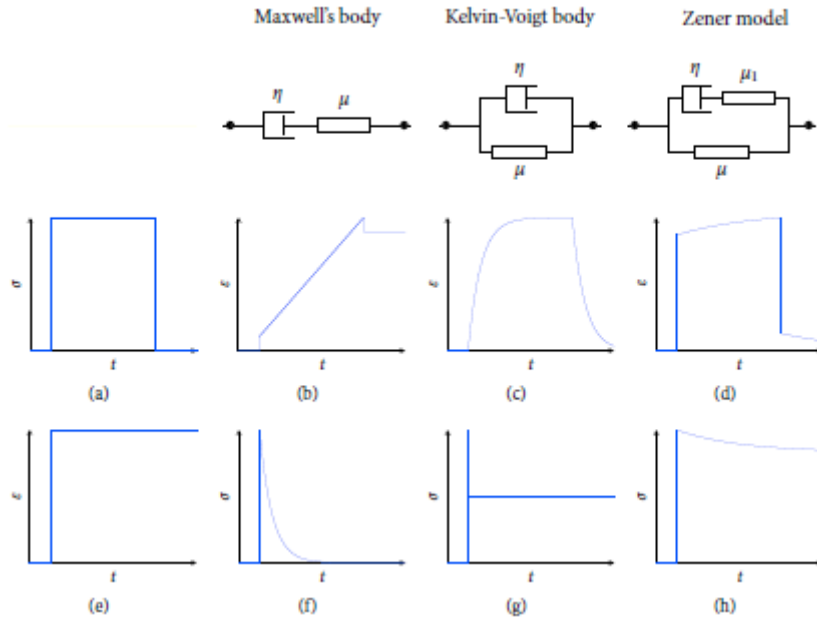 Maxwell's body Kelvin-Voigt body Zener model
η μ
η
μ
η μ1
μ
σ
t
(a)
ε
t
(b)
ε
t
(c)
ε
t
(d)
ε
t
(e)
σ
t
(f)
σ
t
(g)
σ
t
(h)